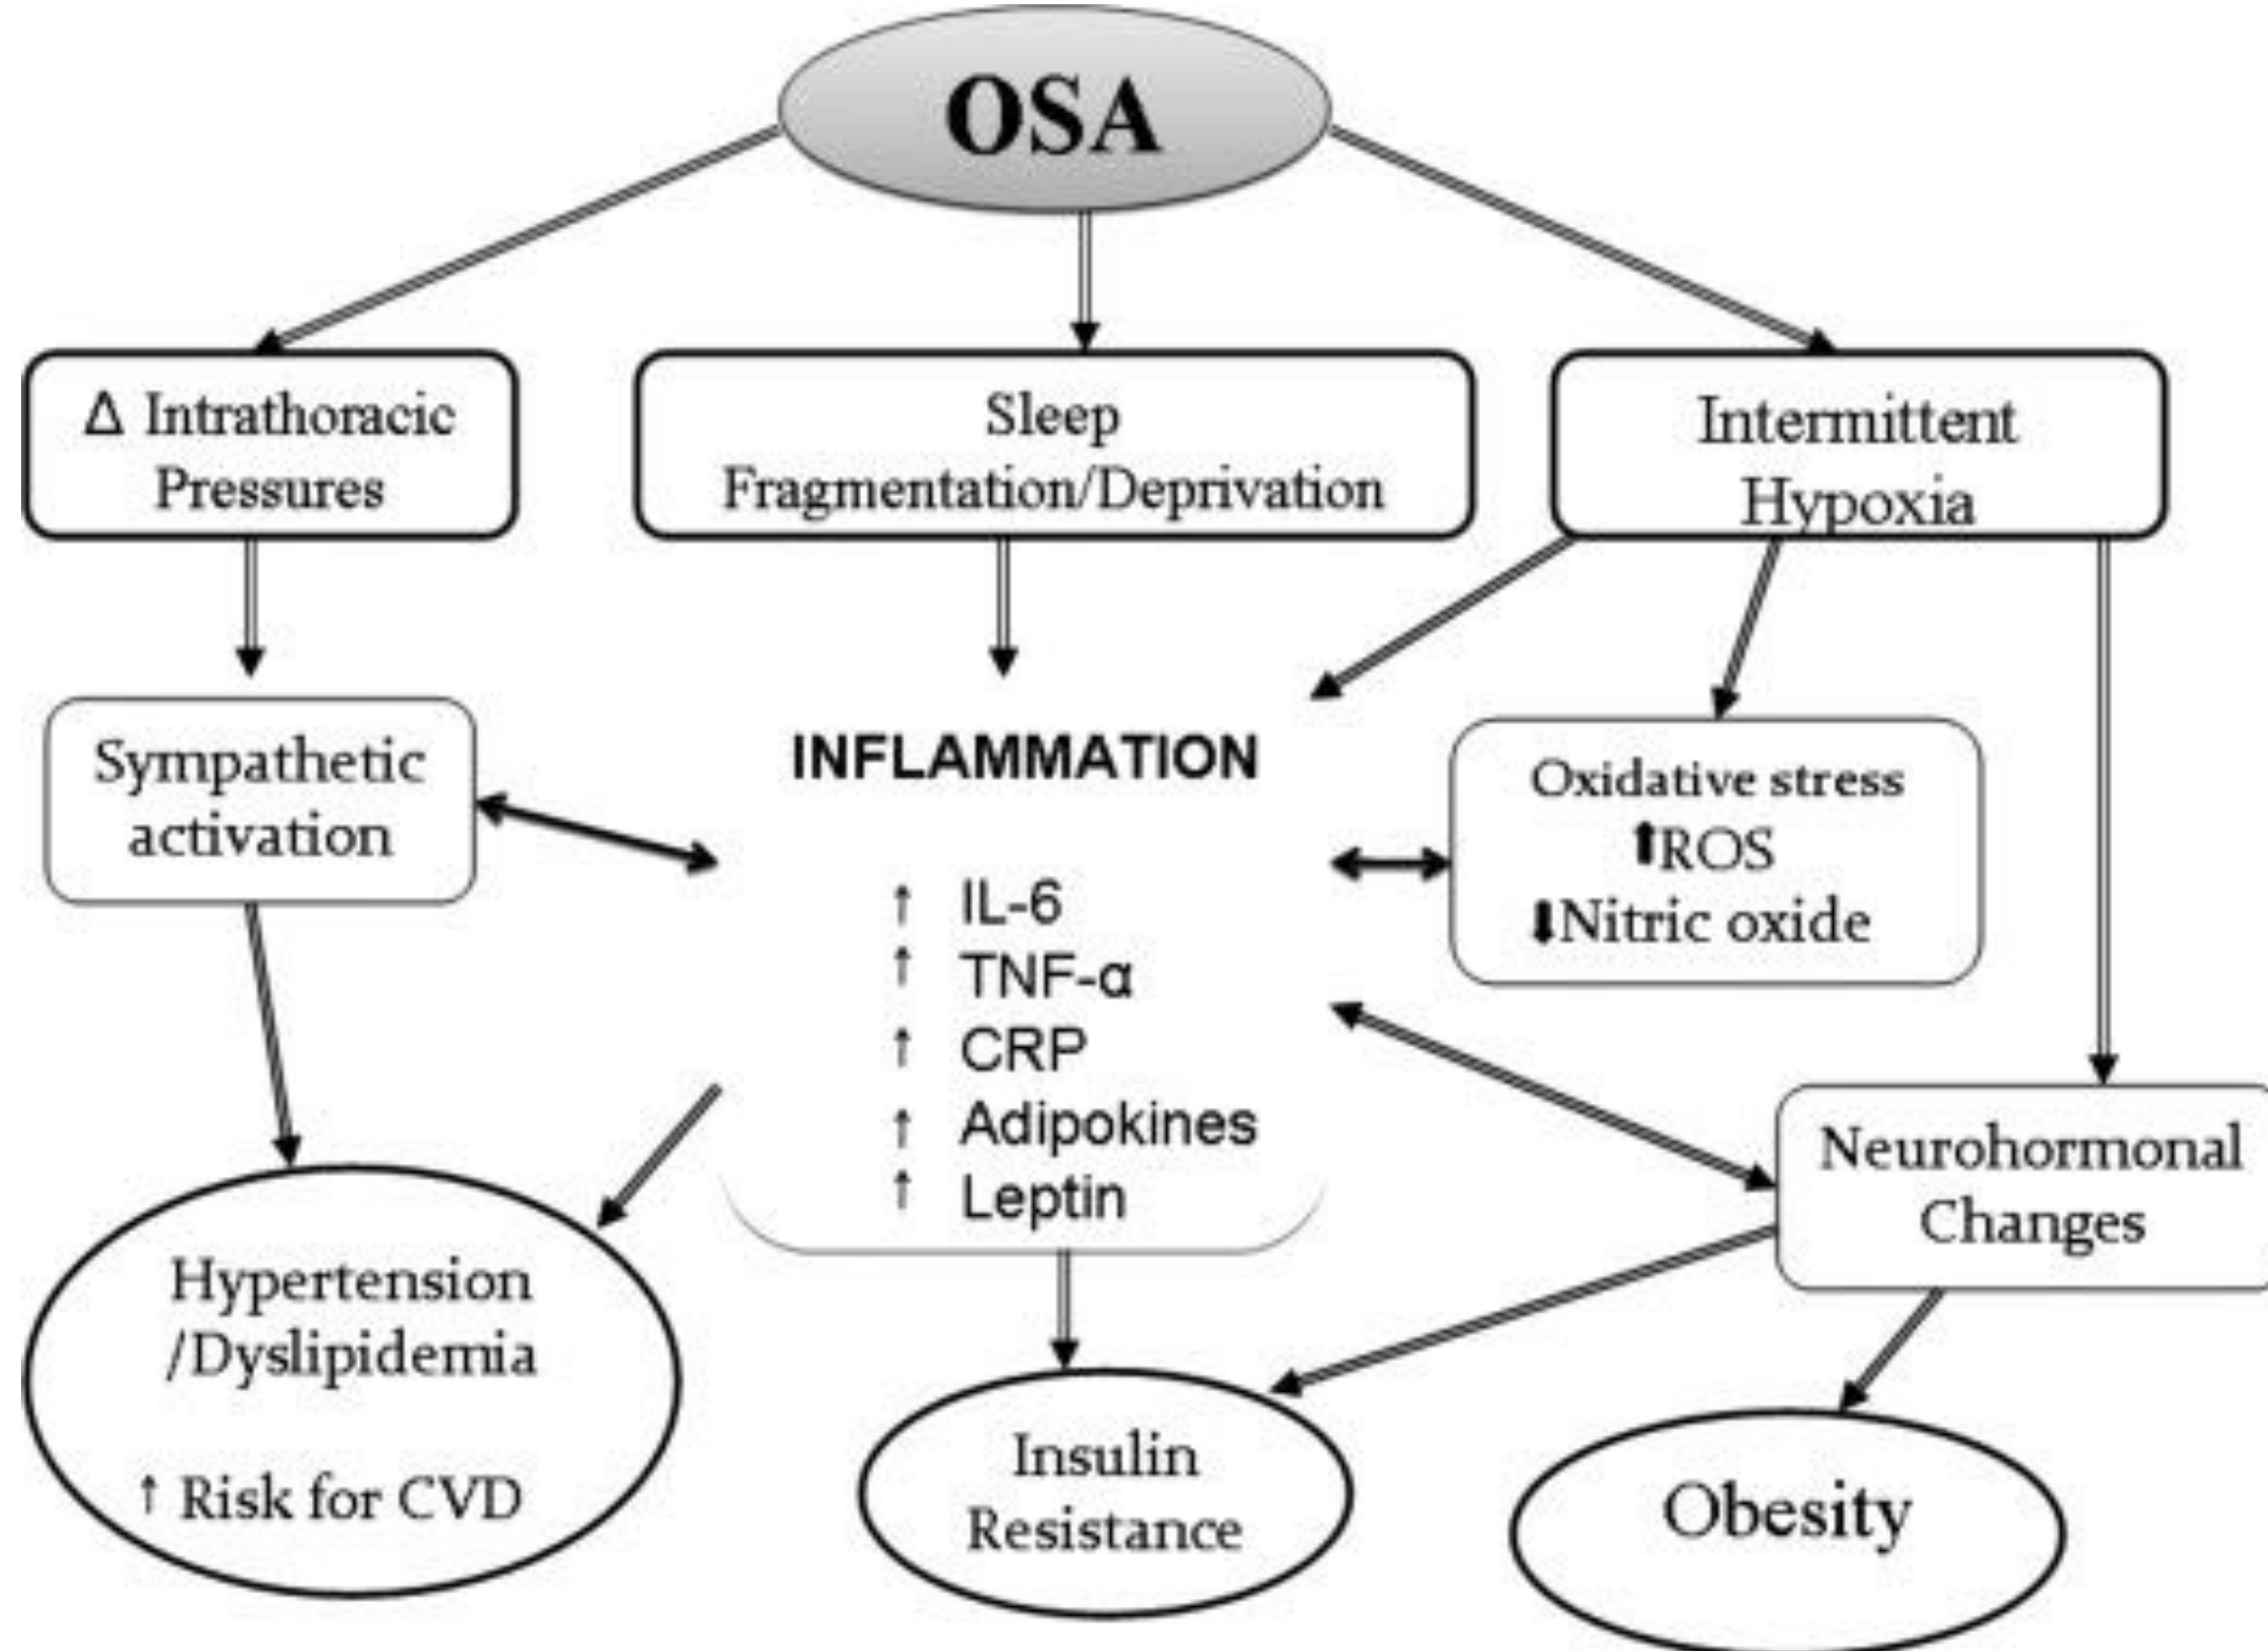 OSA
Δ Intrathoracic
Pressures
Sleep
Fragmentation/Deprivation
Intermittent
Hypoxia
Sympathetic
activation
INFLAMMATION
↑ IL-6
↑ TNF-α
↑ CRP
↑ Adipokines
↑ Leptin
Oxidative stress
⬆ROS
⬇Nitric oxide
Neurohormonal
Changes
Hypertension
/Dyslipidemia
↑ Risk for CVD
Insulin
Resistance
Obesity